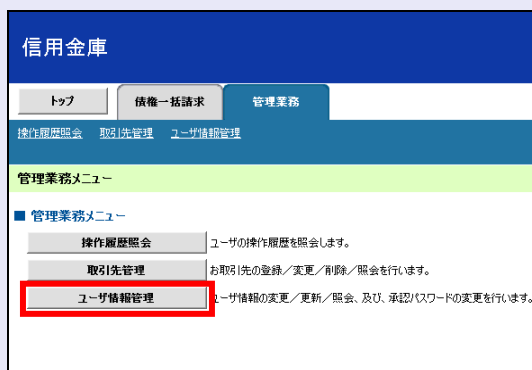 信用金庫
トップ 債権一括請求 管理業務
操作履歴照会 取引先管理 ユーザ情報管理
管理業務メニュー
■ 管理業務メニュー
操作履歴照会 ユーザの操作履歴を照会します。
取引先管理 お取引先の登録／変更／削除／照会を行います。
ユーザ情報管理 ユーザ情報の変更／更新／照会、及び、承認パスワードの変更を行います。